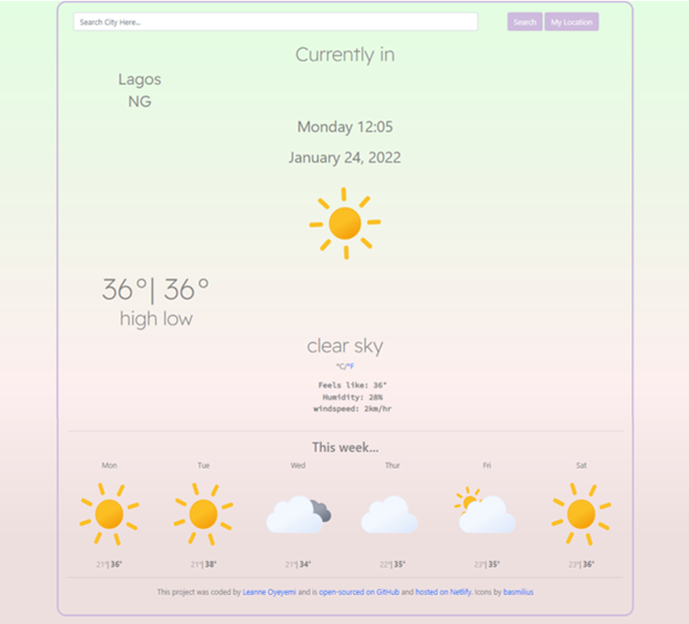 Search City Here...
Search
My Location
Currently in
Lagos
NG
Monday 12:05
January 24, 2022
36°| 36°
high low
clear sky
°C/°F
Feels like: 36°
Humidity: 28%
windspeed: 2km/hr
This week...
Mon Tue Wed Thur Fri Sat
21°| 36° 21°| 38° 21°| 34° 22°| 35° 23°| 35° 23°| 36°
This project was coded by Leanne Oyeyemi and is open-sourced on GitHub and hosted on Netlify. Icons by basmilius